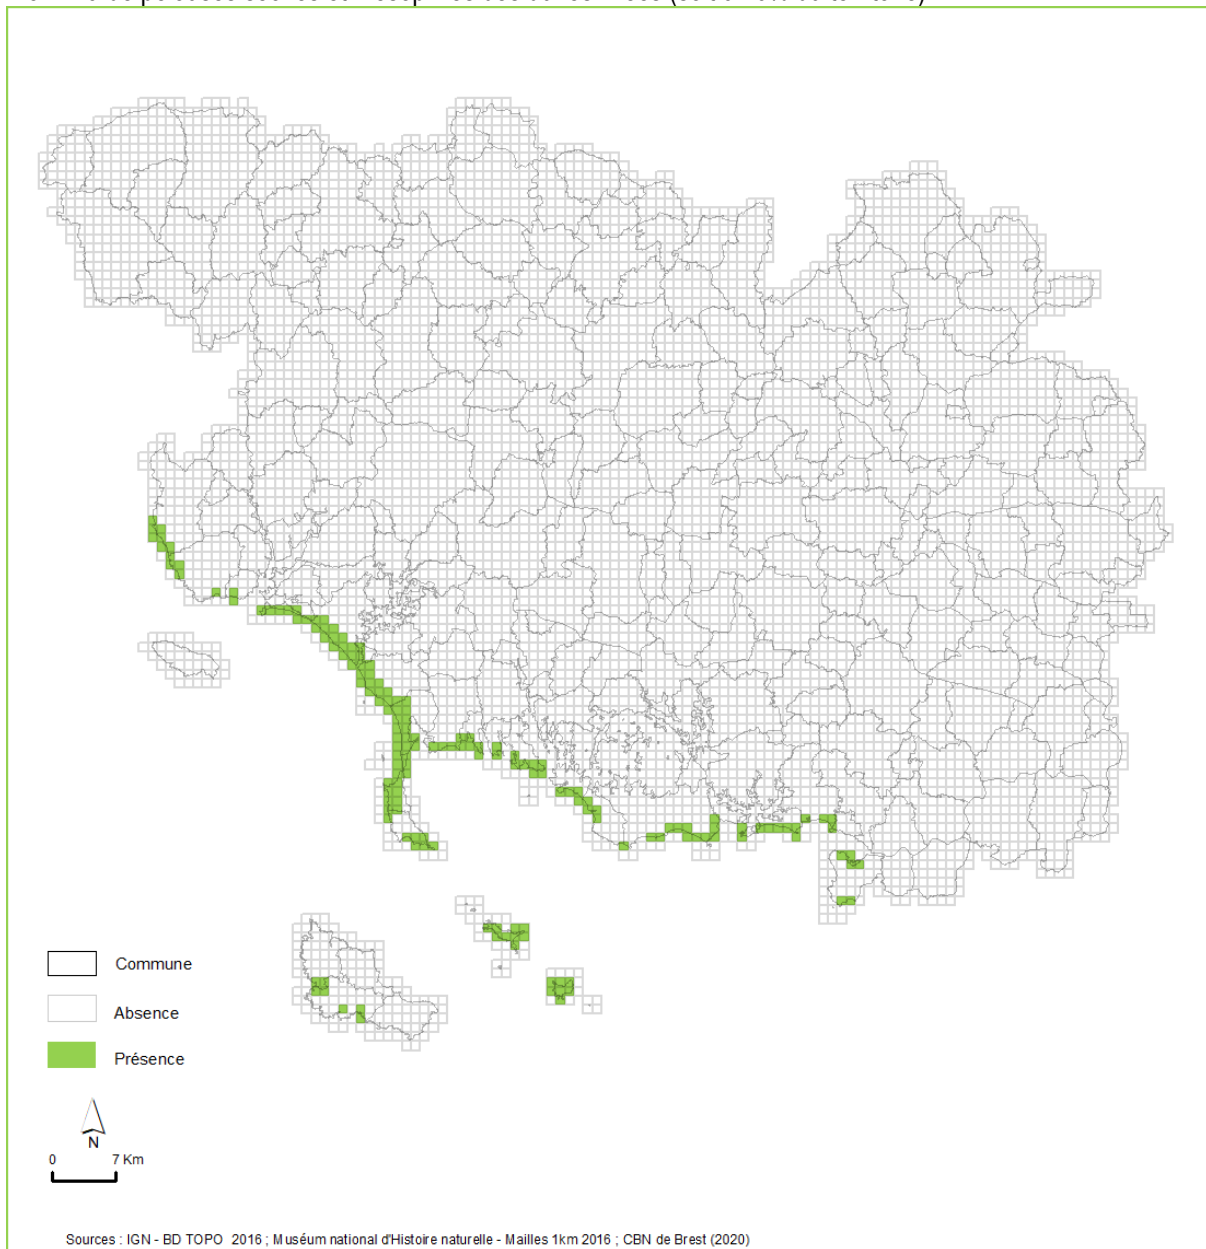 Commune
Absence
Présence
N
0 7 Km
Sources : IGN - BD TOPO 2016 ; Muséum national d'Histoire naturelle - Mailles 1km 2016 ; CBN de Brest (2020)